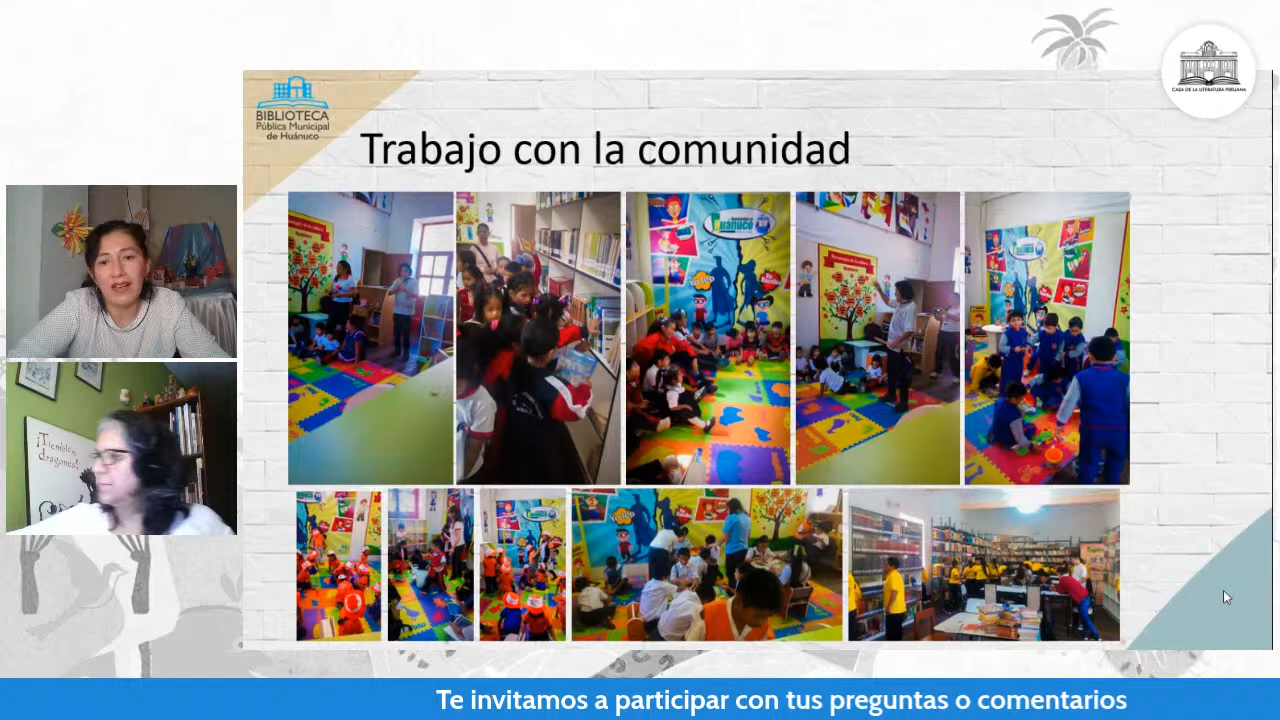 CASA DE LA LITERATURA PERUANA
BIBLIOTECA
Pública Municipal
de Huánuco
Trabajo con la comunidad
¡Tiemblen,
dragones!
Te invitamos a participar con tus preguntas o comentarios